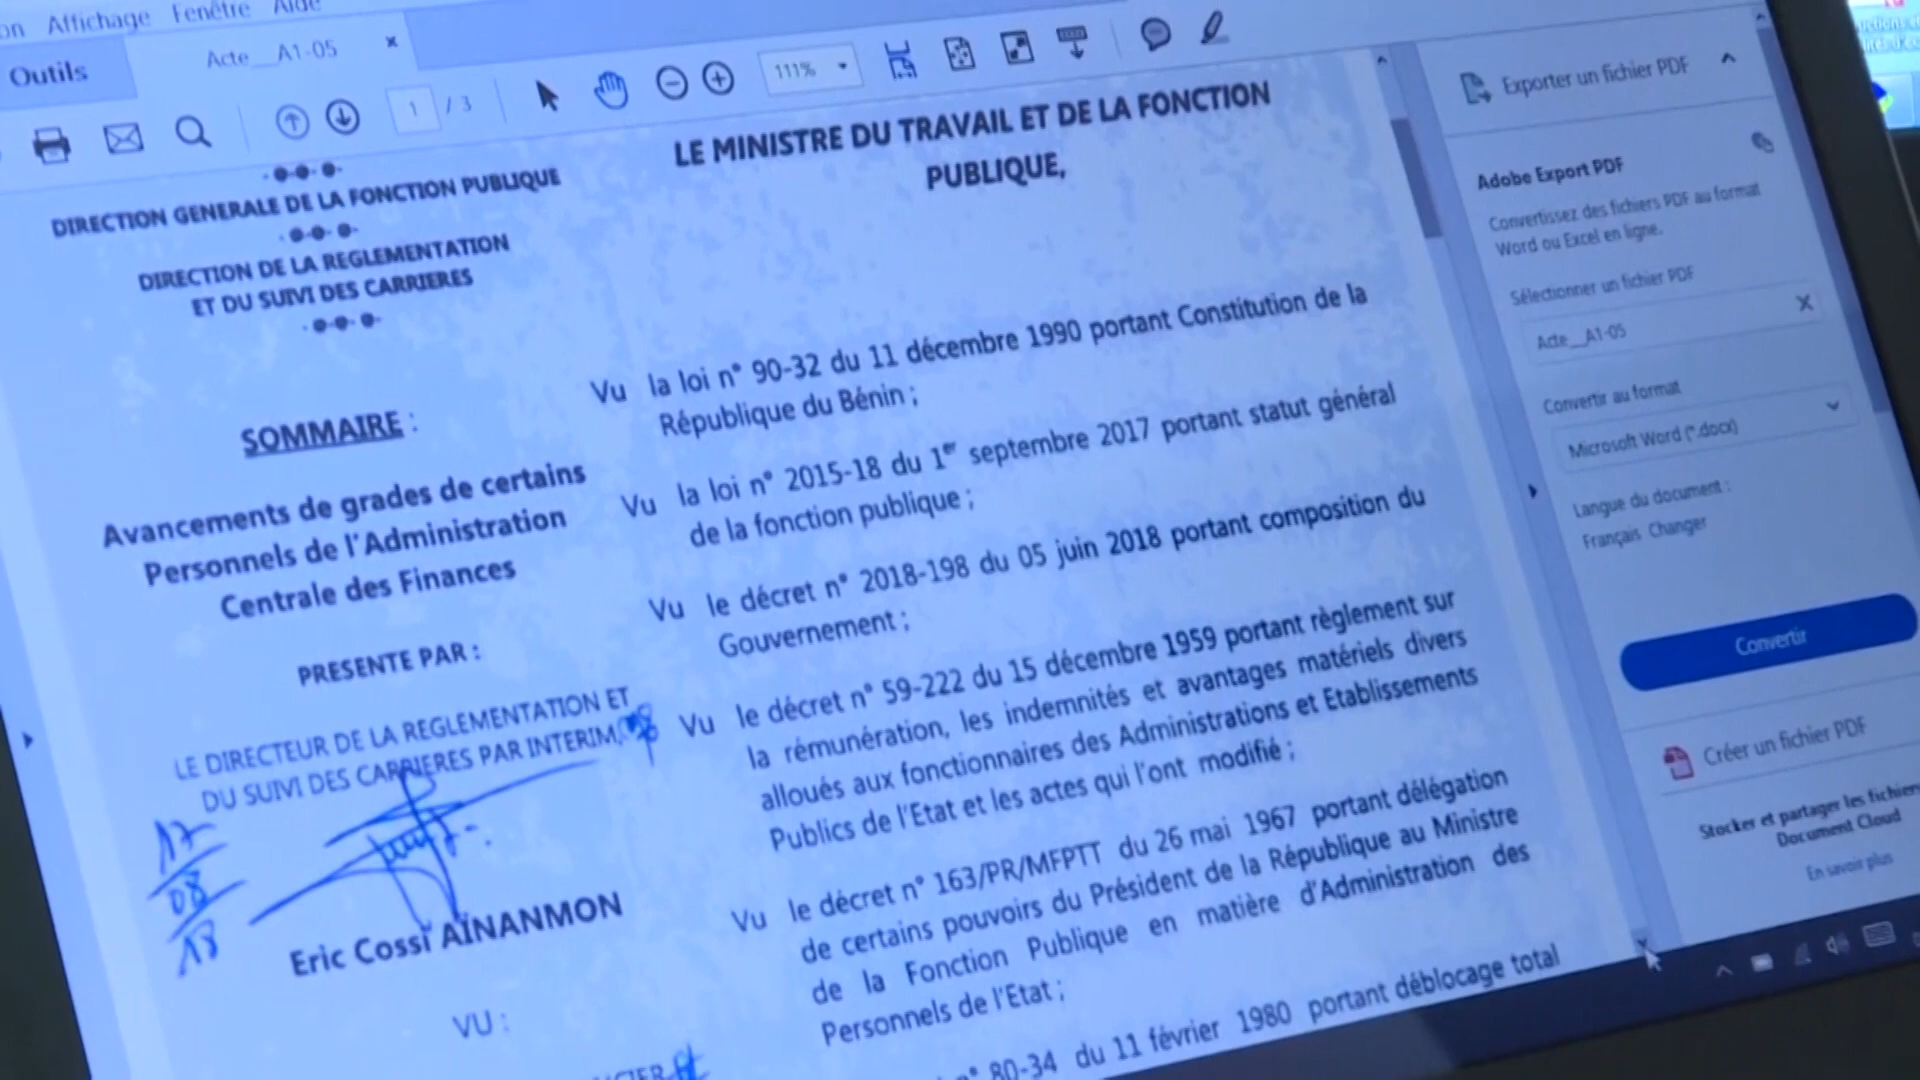 Affichage Fenêtre Aide
Outils
Acte__A1-05
1 / 3
111%
DIRECTION GENERALE DE LA FONCTION PUBLIQUE
DIRECTION DE LA REGLEMENTATION
ET DU SUIVI DES CARRIERES
SOMMAIRE :
Avancements de grades de certains
Personnels de l'Administration
Centrale des Finances
PRESENTE PAR :
LE DIRECTEUR DE LA REGLEMENTATION ET
DU SUIVI DES CARRIERES PAR INTERIM,
17
08
18
Eric Cossï AÏNANMON
VU :
LE MINISTRE DU TRAVAIL ET DE LA FONCTION
PUBLIQUE,
Vu la loi n° 90-32 du 11 décembre 1990 portant Constitution de la
République du Bénin ;
Vu la loi n° 2015-18 du 1er septembre 2017 portant statut général
de la fonction publique ;
Vu le décret n° 2018-198 du 05 juin 2018 portant composition du
Gouvernement ;
Vu le décret n° 59-222 du 15 décembre 1959 portant règlement sur
la rémunération, les indemnités et avantages matériels divers
alloués aux fonctionnaires des Administrations et Etablissements
Publics de l'Etat et les actes qui l'ont modifié ;
Vu le décret n° 163/PR/MFPTT du 26 mai 1967 portant délégation
de certains pouvoirs du Président de la République au Ministre
de la Fonction Publique en matière d'Administration des
Personnels de l'Etat ;
n° 80-34 du 11 février 1980 portant déblocage total
Exporter un fichier PDF
Adobe Export PDF
Convertissez des fichiers PDF au format
Word ou Excel en ligne.
Sélectionner un fichier PDF
Acte__A1-05
Convertir au format
Microsoft Word (*.docx)
Langue du document :
Français Changer
Convertir
Créer un fichier PDF
Stocker et partager les fichiers
Document Cloud
En savoir plus